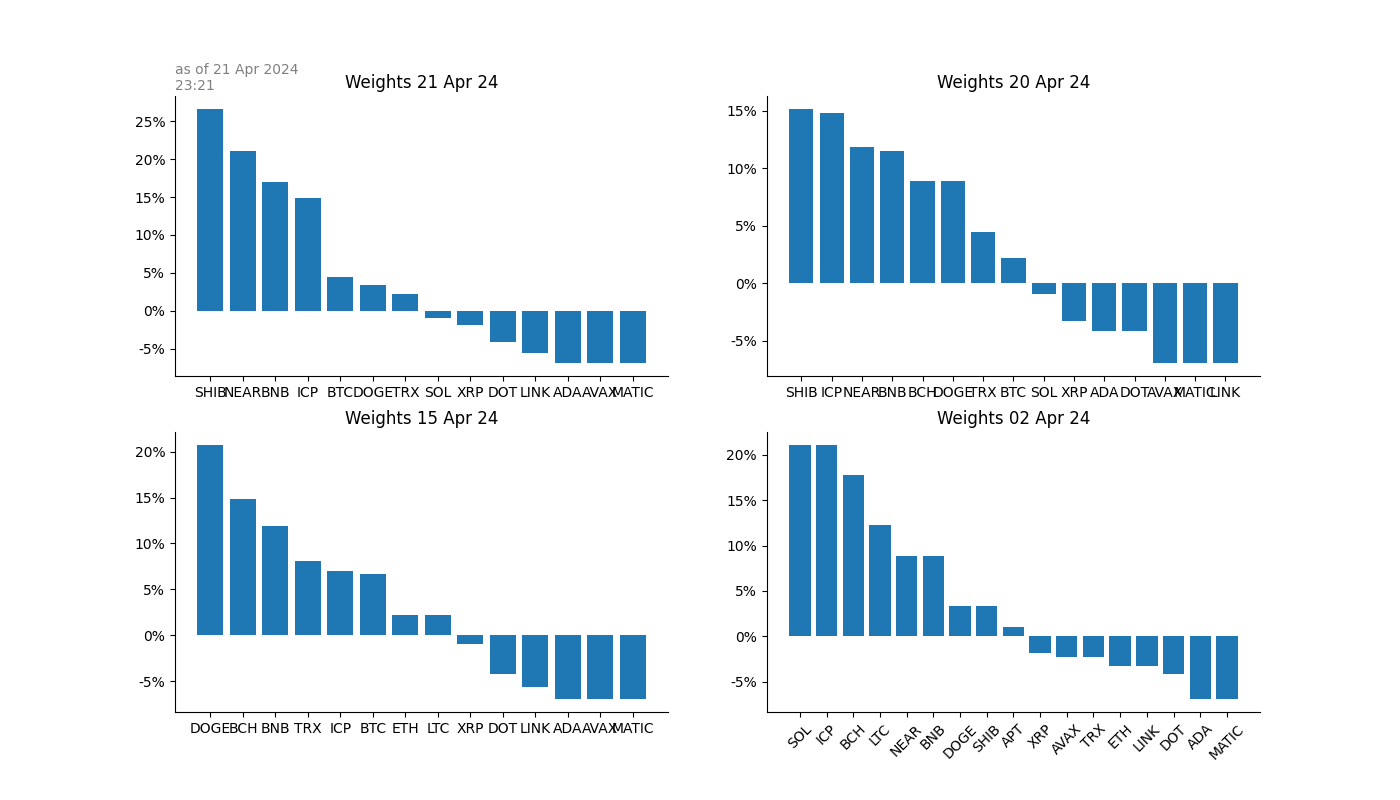 as of 21 Apr 2024
23:21
Weights 21 Apr 24
25%
20%
15%
10%
5%
0%
-5%
SHIB NEAR BNB ICP BTC DOGE TRX SOL XRP DOT LINK ADA AVAX MATIC
Weights 20 Apr 24
15%
10%
5%
0%
-5%
SHIB ICP NEAR BNB BCH DOGE TRX BTC SOL XRP ADA DOT AVAX MATIC LINK
Weights 15 Apr 24
20%
15%
10%
5%
0%
-5%
DOGE BCH BNB TRX ICP BTC ETH LTC XRP DOT LINK ADA AVAX MATIC
Weights 02 Apr 24
20%
15%
10%
5%
0%
-5%
SOL ICP BCH LTC NEAR BNB DOGE SHIB APT XRP AVAX TRX ETH LINK DOT ADA MATIC